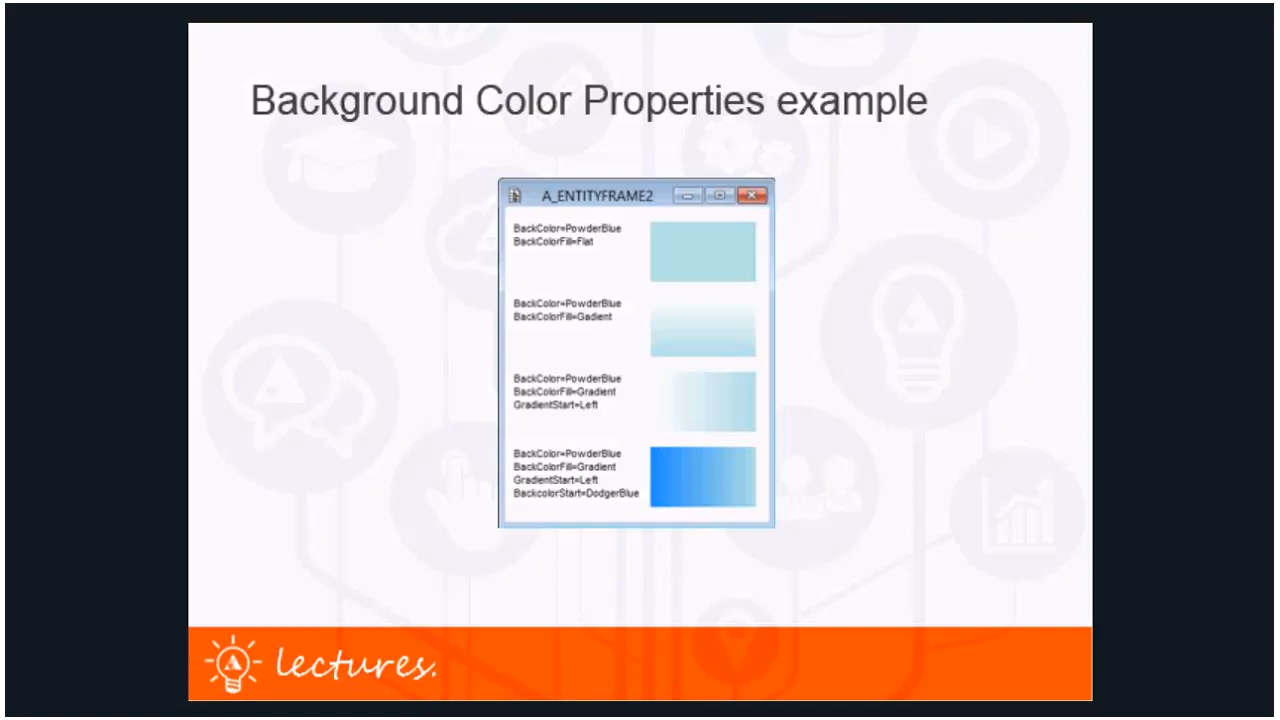 Background Color Properties example
A_ENTITYFRAME2
BackColor=PowderBlue
BackColorFill=Flat
BackColor=PowderBlue
BackColorFill=Gadient
BackColor=PowderBlue
BackColorFill=Gradient
GradientStart=Left
BackColor=PowderBlue
BackColorFill=Gradient
GradientStart=Left
BackcolorStart=DodgerBlue
lectures.